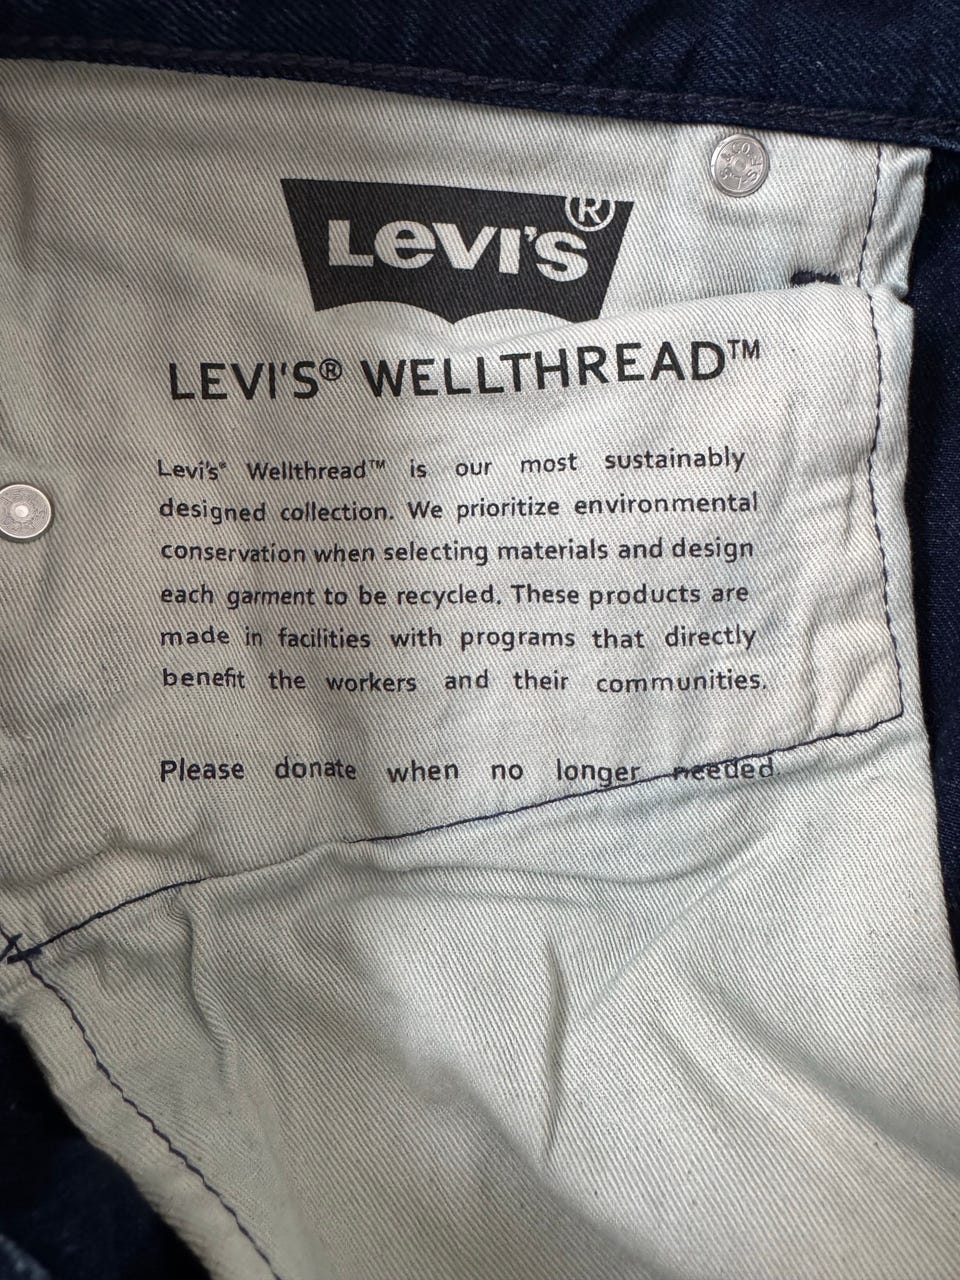 LEVI'S®
LEVI'S® WELLTHREAD™
Levi's® Wellthread™ is our most sustainably
designed collection. We prioritize environmental
conservation when selecting materials and design
each garment to be recycled. These products are
made in facilities with programs that directly
benefit the workers and their communities.
Please donate when no longer needed.